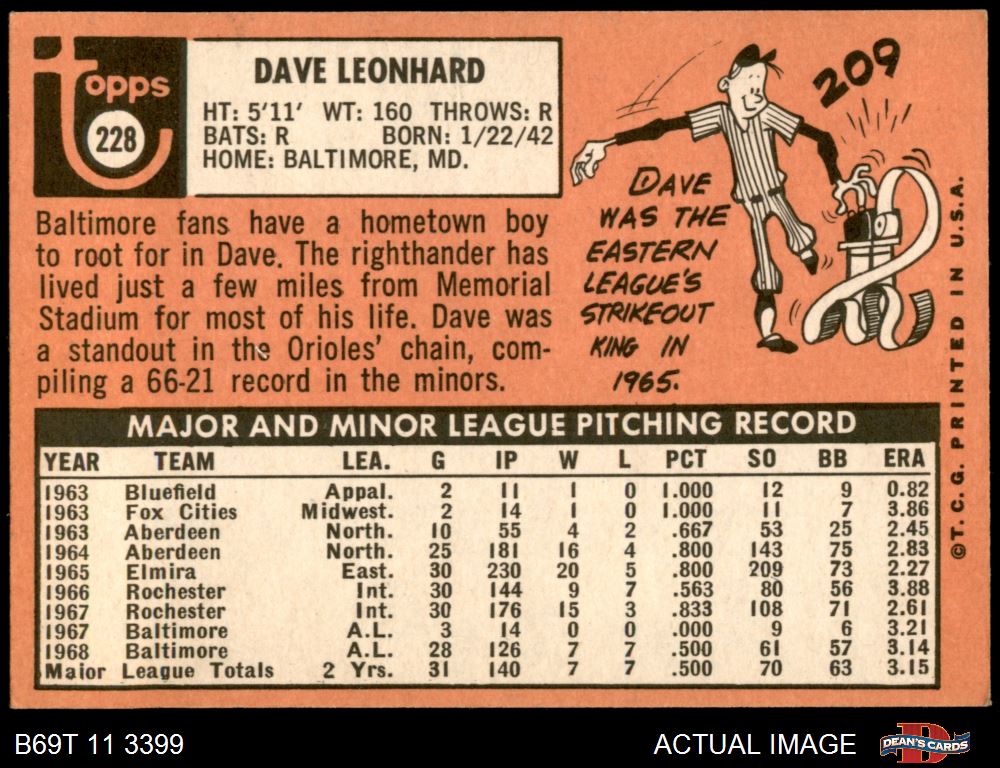 Topps
228
DAVE LEONHARD
HT: 5'11' WT: 160 THROWS: R
BATS: R BORN: 1/22/42
HOME: BALTIMORE, MD.
Baltimore fans have a hometown boy
to root for in Dave. The righthander has
lived just a few miles from Memorial
Stadium for most of his life. Dave was
a standout in the Orioles' chain, com-
piling a 66-21 record in the minors.
209
DAVE
WAS THE
EASTERN
LEAGUE'S
STRIKEOUT
KING IN
1965.
MAJOR AND MINOR LEAGUE PITCHING RECORD
YEAR TEAM LEA. G IP W L PCT SO BB ERA
1963 Bluefield Appal. 2 11 1 0 1.000 12 9 0.82
1963 Fox Cities Midwest. 2 14 1 0 1.000 11 7 3.86
1963 Aberdeen North. 10 55 4 2 .667 53 25 2.45
1964 Aberdeen North. 25 181 16 4 .800 143 75 2.83
1965 Elmira East. 30 230 20 5 .800 209 73 2.27
1966 Rochester Int. 30 144 9 7 .563 80 56 3.88
1967 Rochester Int. 30 176 15 3 .833 108 71 2.61
1967 Baltimore A.L. 3 14 0 0 .000 9 6 3.21
1968 Baltimore A.L. 28 126 7 7 .500 61 57 3.14
Major League Totals 2 Yrs. 31 140 7 7 .500 70 63 3.15
©T. C. G. PRINTED IN U.S.A.
B69T 11 3399
ACTUAL IMAGE
D
DEAN'S CARDS